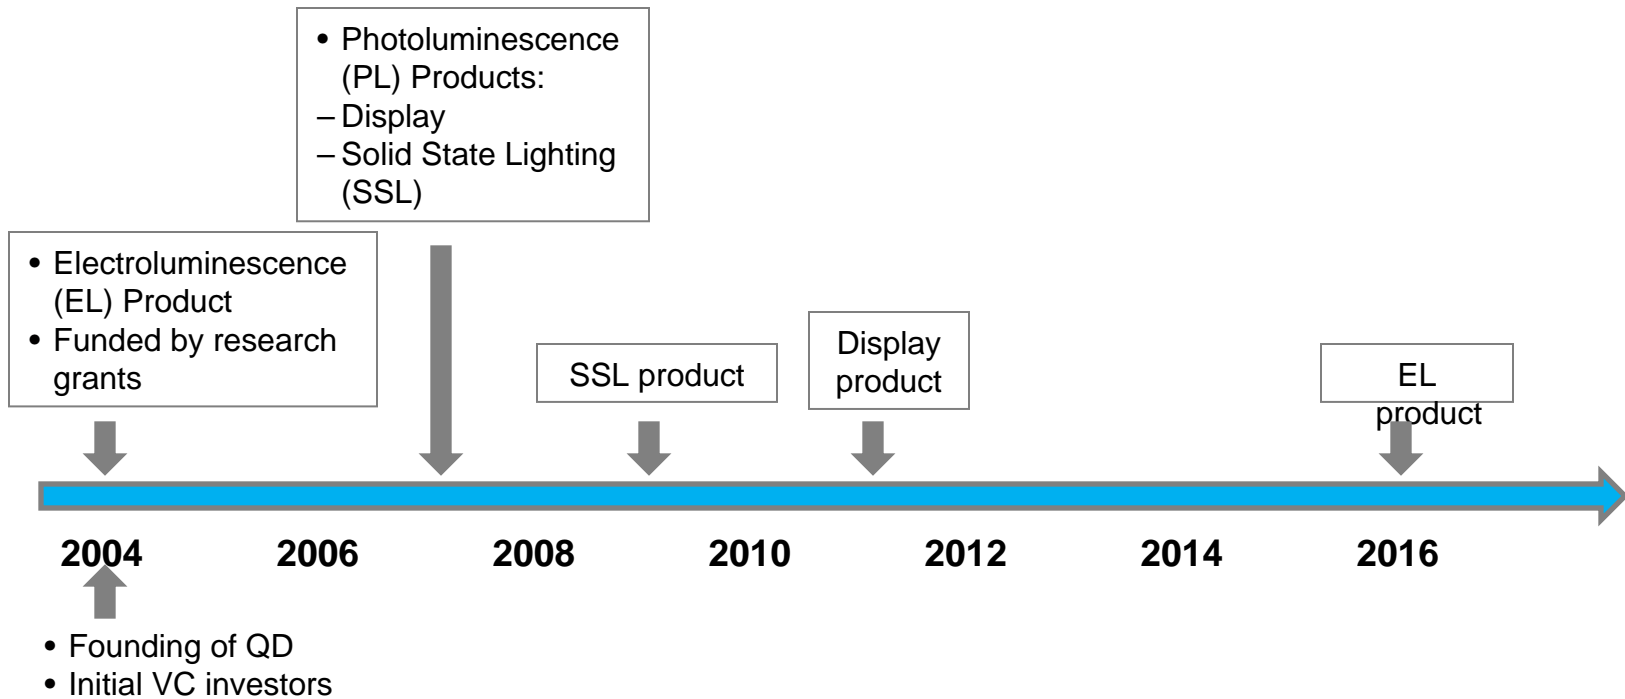 • Photoluminescence
(PL) Products:
– Display
– Solid State Lighting
(SSL)
• Electroluminescence
(EL) Product
• Funded by research
grants
SSL product
Display
product
EL
product
2004 2006 2008 2010 2012 2014 2016
• Founding of QD
• Initial VC investors